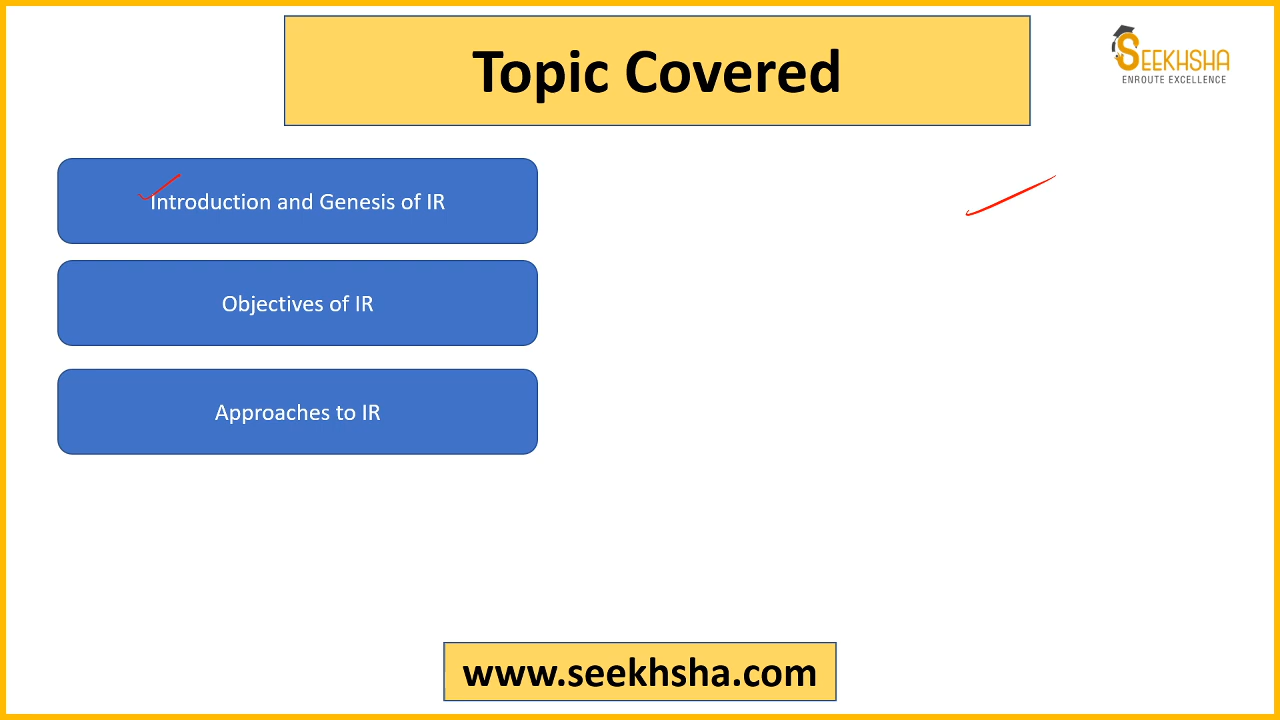 Topic Covered
SEEKHSHA
ENROUTE EXCELLENCE
Introduction and Genesis of IR
Objectives of IR
Approaches to IR
www.seekhsha.com